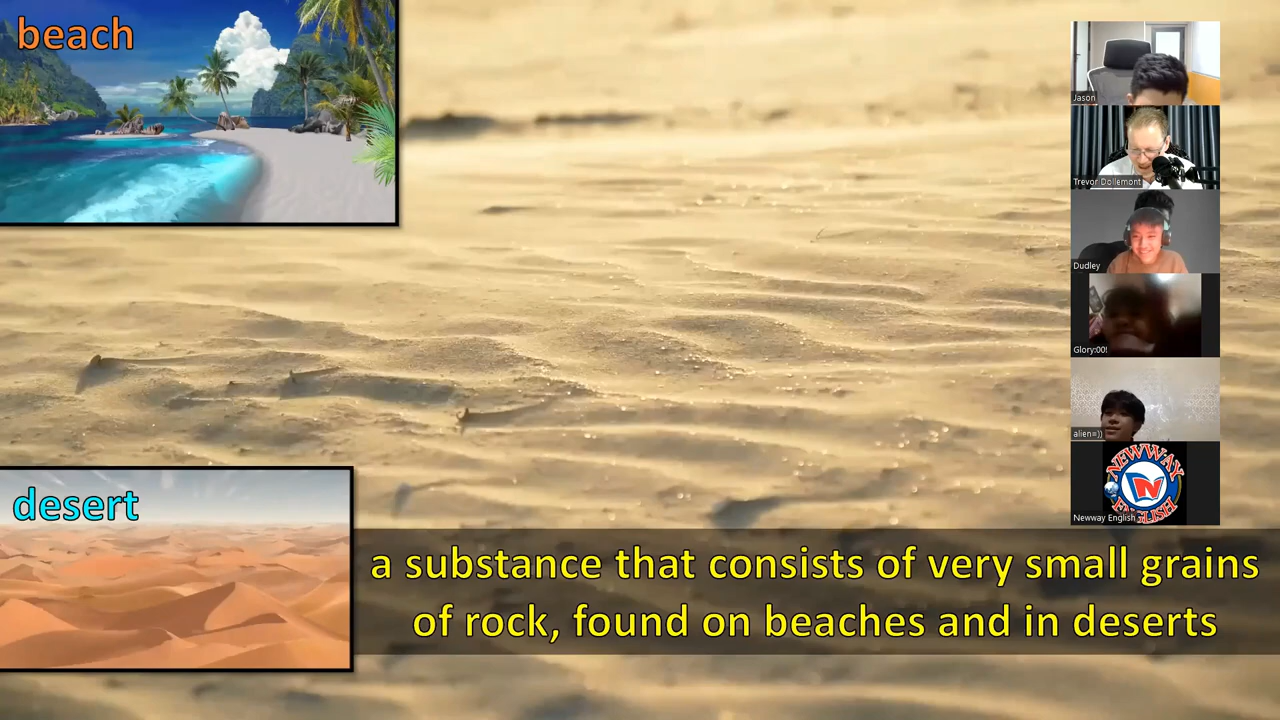 beach
Jason
Trevor Dollemont
Dudley
Glory:00!
alien=))
NEWWAY
N
ENGLISH
Newway English
desert
a substance that consists of very small grains
of rock, found on beaches and in deserts